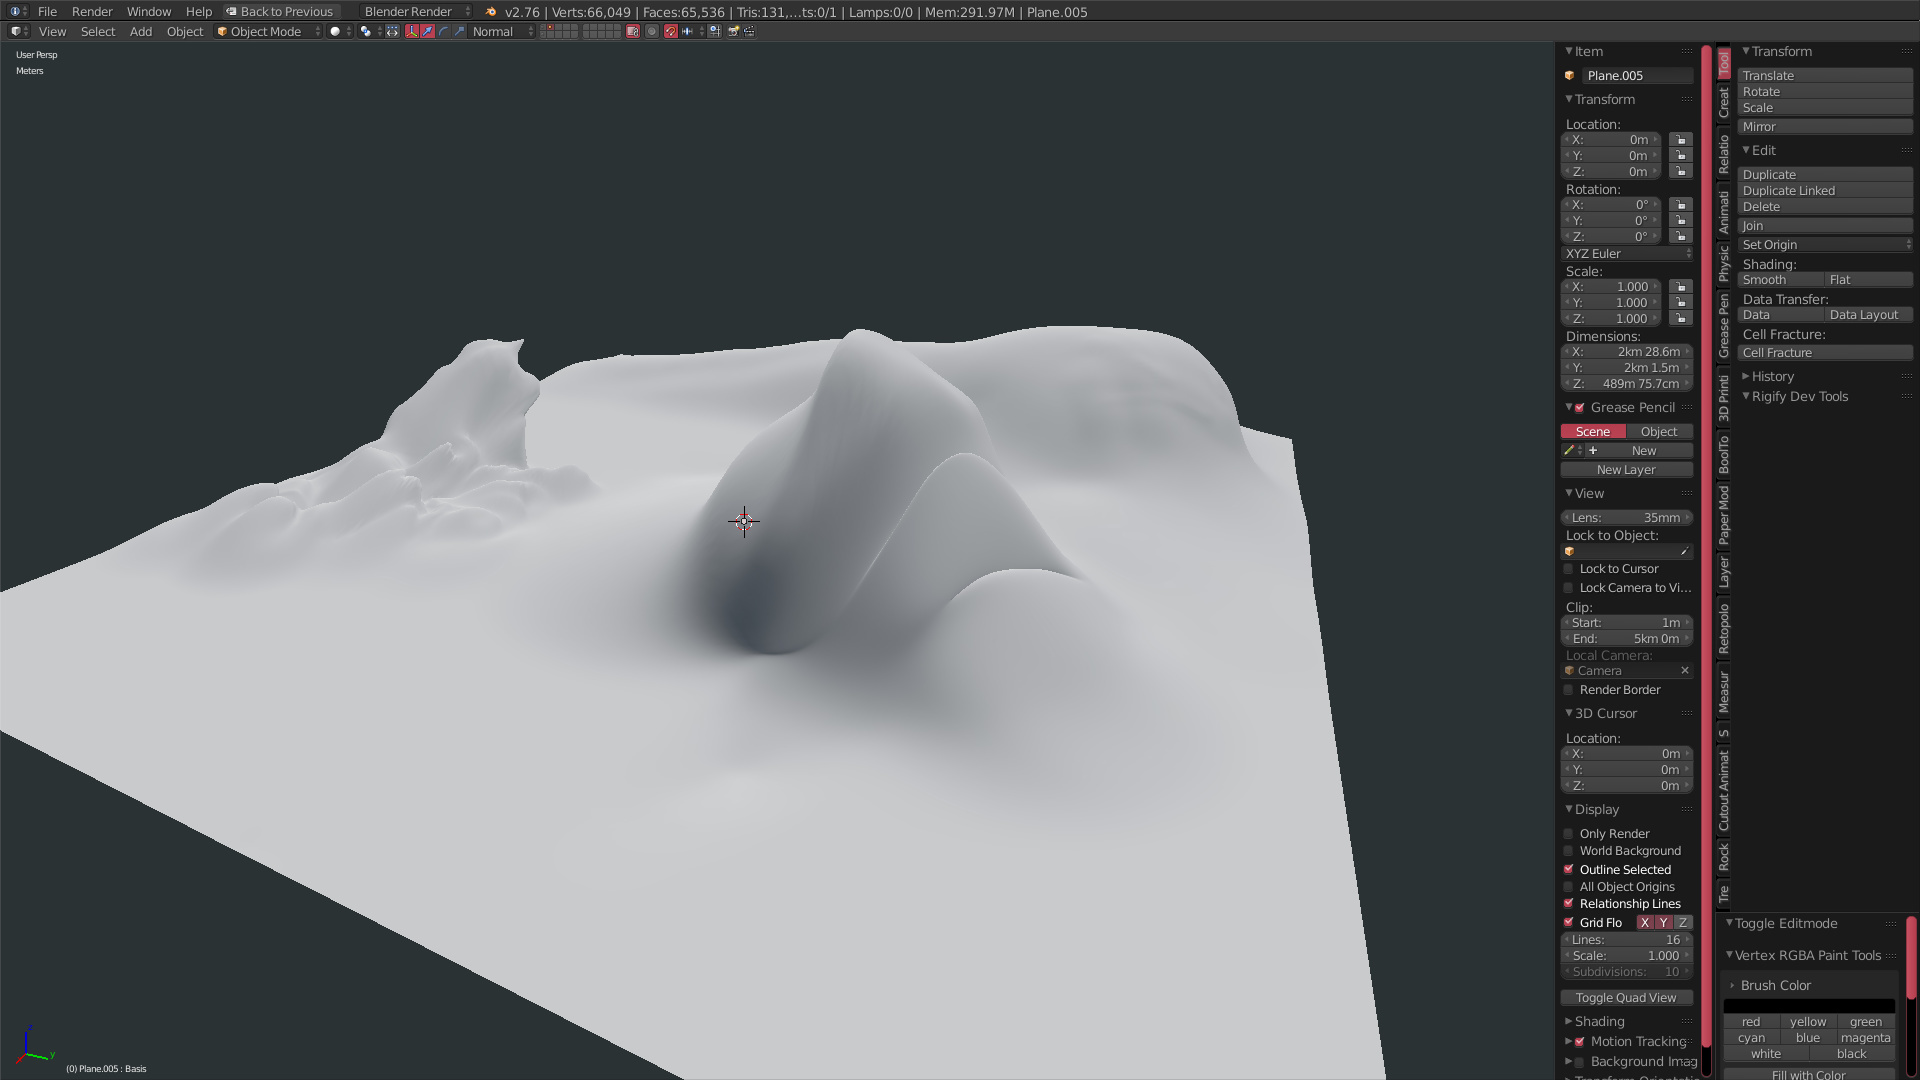 File Render Window Help Back to Previous Blender Render v2.76 | Verts:66,049 | Faces:65,536 | Tris:131,...ts:0/1 | Lamps:0/0 | Mem:291.97M | Plane.005
View Select Add Object Object Mode Normal
User Persp
Meters
(0) Plane.005 : Basis
z
y
Item
Plane.005
Transform
Location:
X: 0m
Y: 0m
Z: 0m
Rotation:
X: 0°
Y: 0°
Z: 0°
XYZ Euler
Scale:
X: 1.000
Y: 1.000
Z: 1.000
Dimensions:
X: 2km 28.6m
Y: 2km 1.5m
Z: 489m 75.7cm
Grease Pencil
Scene Object
New
New Layer
View
Lens: 35mm
Lock to Object:
Lock to Cursor
Lock Camera to Vi...
Clip:
Start: 1m
End: 5km 0m
Local Camera:
Camera
Render Border
3D Cursor
Location:
X: 0m
Y: 0m
Z: 0m
Display
Only Render
World Background
Outline Selected
All Object Origins
Relationship Lines
Grid Flo X Y Z
Lines: 16
Scale: 1.000
Subdivisions: 10
Toggle Quad View
Shading
Motion Tracking
Background Imag
Tool
Creat
Relatio
Animati
Physic
Grease Pen
3D Printi
BoolTo
Paper Mod
Layer
Retopolo
Measur
S
Cutout Animat
Rock
Tre
Transform
Translate
Rotate
Scale
Mirror
Edit
Duplicate
Duplicate Linked
Delete
Join
Set Origin
Shading:
Smooth Flat
Data Transfer:
Data Data Layout
Cell Fracture:
Cell Fracture
History
Rigify Dev Tools
Toggle Editmode
Vertex RGBA Paint Tools
Brush Color
red yellow green
cyan blue magenta
white black
Fill with Color